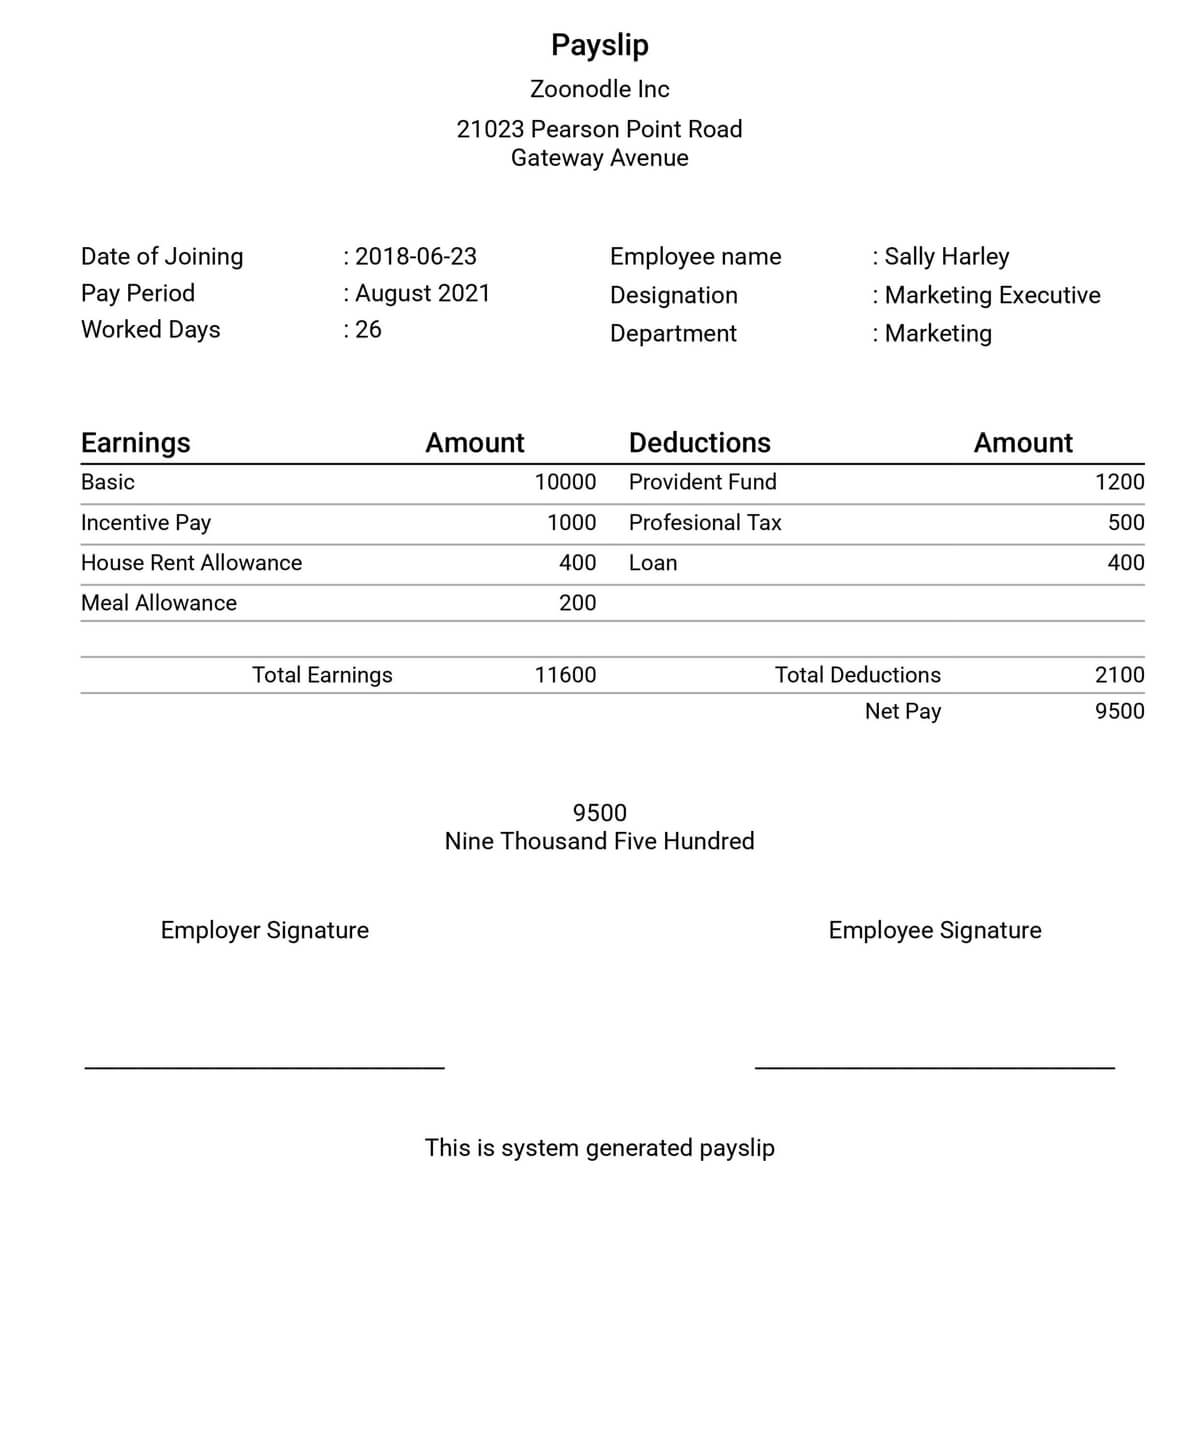 Payslip
Zoonodle Inc
21023 Pearson Point Road
Gateway Avenue
Date of Joining : 2018-06-23 Employee name : Sally Harley
Pay Period : August 2021 Designation : Marketing Executive
Worked Days : 26 Department : Marketing
Earnings Amount Deductions Amount
Basic 10000 Provident Fund 1200
Incentive Pay 1000 Profesional Tax 500
House Rent Allowance 400 Loan 400
Meal Allowance 200
Total Earnings 11600 Total Deductions 2100
Net Pay 9500
9500
Nine Thousand Five Hundred
Employer Signature Employee Signature
This is system generated payslip